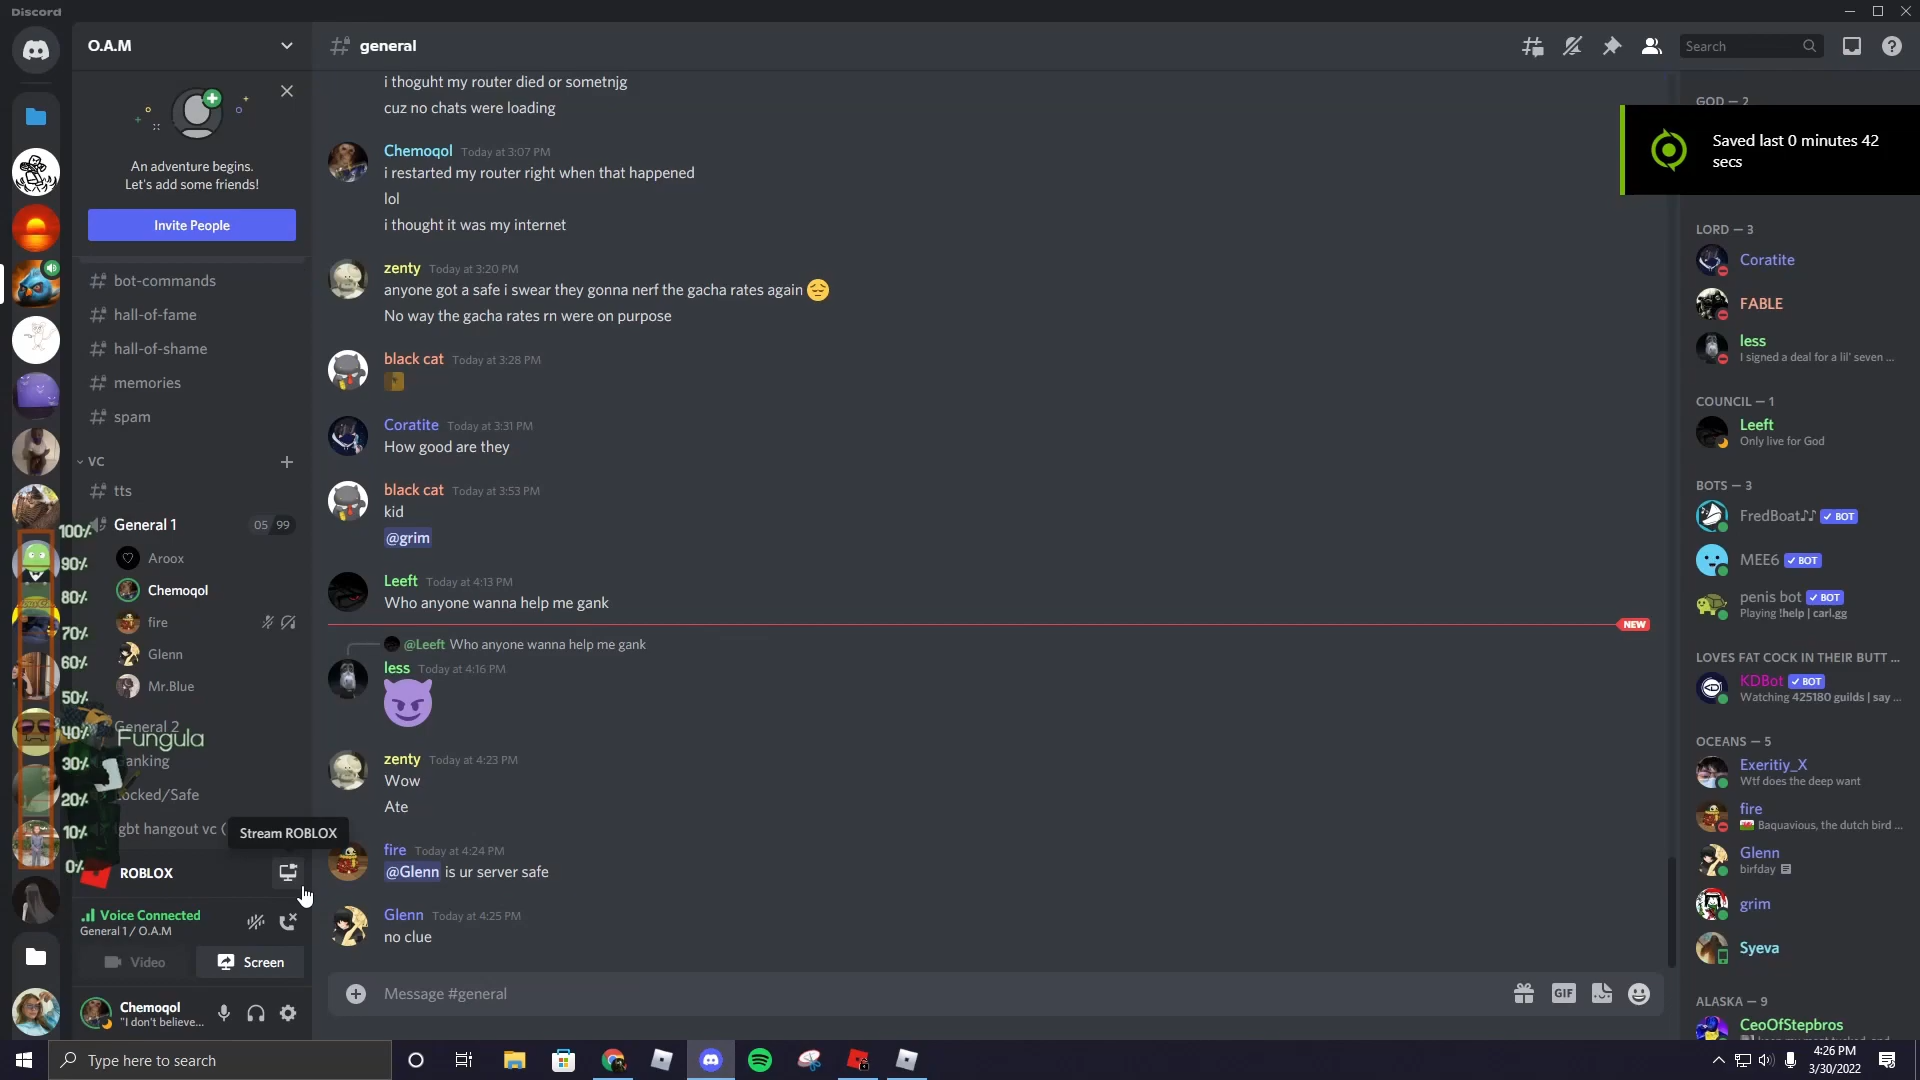 Discord
O.A.M
An adventure begins.
Let's add some friends!
Invite People
bot-commands
hall-of-fame
hall-of-shame
memories
spam
VC
tts
General 1
05 99
Aroox
Chemoqol
fire
Glenn
Mr.Blue
General 2
Fungula
anking
ocked/Safe
gbt hangout vc (
100%
90%
80%
70%
60%
50%
40%
30%
20%
10%
0%
Stream ROBLOX
ROBLOX
Voice Connected
General 1 / O.A.M
Video
Screen
Chemoqol
"I don't believe...
general
i thoguht my router died or sometnjg
cuz no chats were loading
Chemoqol Today at 3:07 PM
i restarted my router right when that happened
lol
i thought it was my internet
zenty Today at 3:20 PM
anyone got a safe i swear they gonna nerf the gacha rates again
No way the gacha rates rn were on purpose
black cat Today at 3:28 PM
Coratite Today at 3:31 PM
How good are they
black cat Today at 3:53 PM
kid
@grim
Leeft Today at 4:13 PM
Who anyone wanna help me gank
NEW
@Leeft Who anyone wanna help me gank
less Today at 4:16 PM
zenty Today at 4:23 PM
Wow
Ate
fire Today at 4:24 PM
@Glenn is ur server safe
Glenn Today at 4:25 PM
no clue
Message #general
GIF
Search
GOD — 2
Saved last 0 minutes 42
secs
LORD — 3
Coratite
FABLE
less
I signed a deal for a lil' seven ...
COUNCIL — 1
Leeft
Only live for God
BOTS — 3
FredBoat♪♪ ✓ BOT
MEE6 ✓ BOT
penis bot ✓ BOT
Playing !help | carl.gg
LOVES FAT COCK IN THEIR BUTT ...
KDBot ✓ BOT
Watching 425180 guilds | say ...
OCEANS — 5
Exeritiy_X
Wtf does the deep want
fire
Baquavious, the dutch bird ...
Glenn
birfday
grim
Syeva
ALASKA — 9
CeoOfStepbros
Type here to search
4:26 PM
3/30/2022